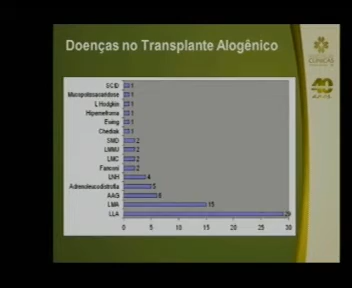 Doenças no Transplante Alogênico
CLÍNICAS
40
SCID 1
Mucopolissacaridose 1
L Hodgkin 1
Ewing 1
Chediak 1
SMD 2
LMMJ 2
LMC 2
Fanconi 2
LNH 4
Adrenoleucodistrofia 5
AAG 6
LMA 15
LLA 29
0 5 10 15 20 25 30